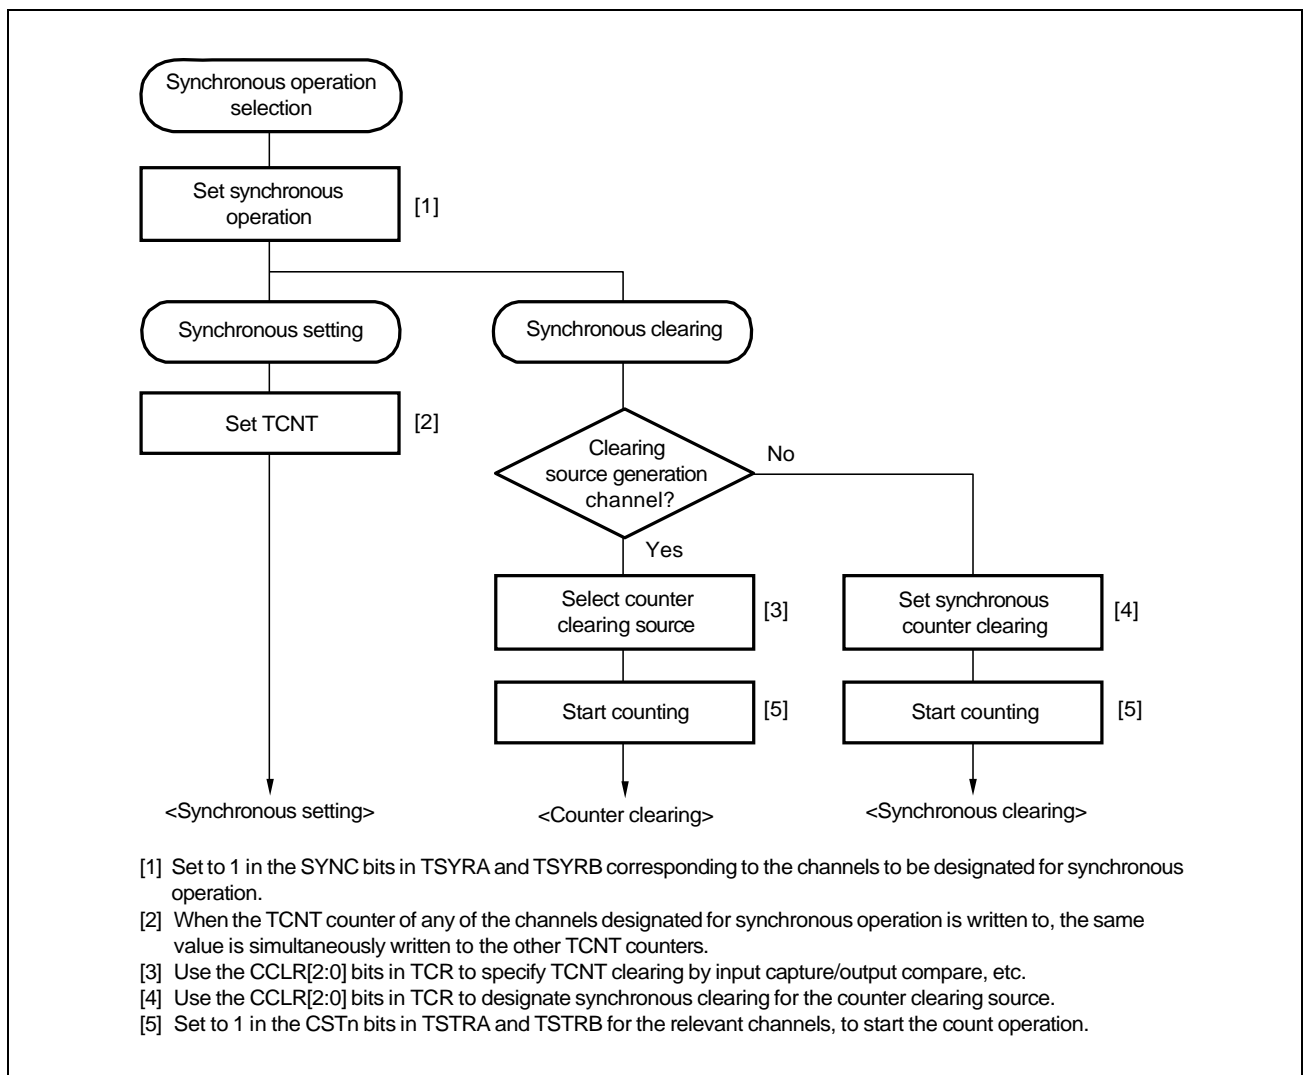 Synchronous operation
selection
Set synchronous
operation
[1]
Synchronous setting
Synchronous clearing
Set TCNT
[2]
Clearing
source generation
channel?
No
Yes
Select counter
clearing source
[3]
Set synchronous
counter clearing
[4]
Start counting
[5]
Start counting
[5]
<Synchronous setting>
<Counter clearing>
<Synchronous clearing>
[1] Set to 1 in the SYNC bits in TSYRA and TSYRB corresponding to the channels to be designated for synchronous
operation.
[2] When the TCNT counter of any of the channels designated for synchronous operation is written to, the same
value is simultaneously written to the other TCNT counters.
[3] Use the CCLR[2:0] bits in TCR to specify TCNT clearing by input capture/output compare, etc.
[4] Use the CCLR[2:0] bits in TCR to designate synchronous clearing for the counter clearing source.
[5] Set to 1 in the CSTn bits in TSTRA and TSTRB for the relevant channels, to start the count operation.